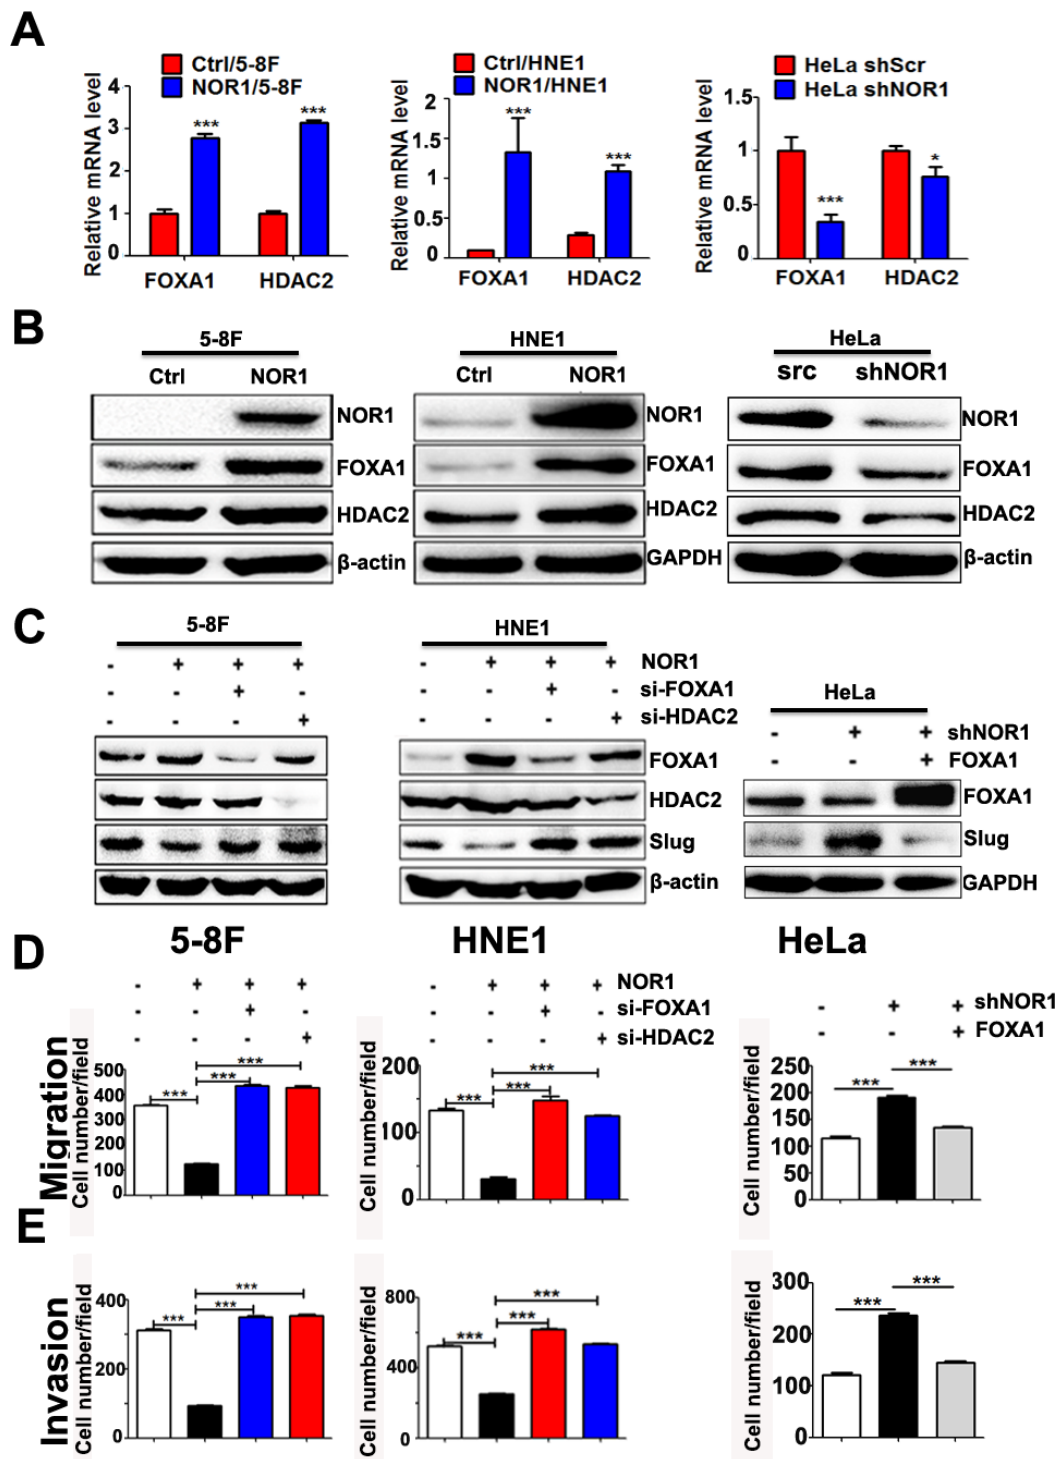 A
Ctrl/5-8F
NOR1/5-8F
Relative mRNA level
4
3
2
1
0
***
***
FOXA1
HDAC2
Ctrl/HNE1
NOR1/HNE1
Relative mRNA level
2
1.5
1
0.5
0
***
***
FOXA1
HDAC2
HeLa shScr
HeLa shNOR1
Relative mRNA level
1.5
1
0.5
0
***
*
FOXA1
HDAC2
B
5-8F
Ctrl NOR1
NOR1
FOXA1
HDAC2
β-actin
HNE1
Ctrl NOR1
NOR1
FOXA1
HDAC2
GAPDH
HeLa
src shNOR1
NOR1
FOXA1
HDAC2
β-actin
C
5-8F
- + + +
- - + -
- - - +
HNE1
- + + + NOR1
- - + - si-FOXA1
- - - + si-HDAC2
FOXA1
HDAC2
Slug
β-actin
HeLa
- + + shNOR1
- - + FOXA1
FOXA1
Slug
GAPDH
D
5-8F
HNE1
HeLa
- + + +
- - + -
- - - +
- + + + NOR1
- - + - si-FOXA1
- - - + si-HDAC2
- + + shNOR1
- - + FOXA1
Migration
Cell number/field
500
400
300
200
100
0
***
***
***
Cell number/field
200
100
0
***
***
***
Cell number/field
250
200
150
100
50
0
***
***
E
Invasion
Cell number/field
400
200
0
***
***
***
Cell number/field
800
400
0
***
***
***
Cell number/field
300
200
100
0
***
***